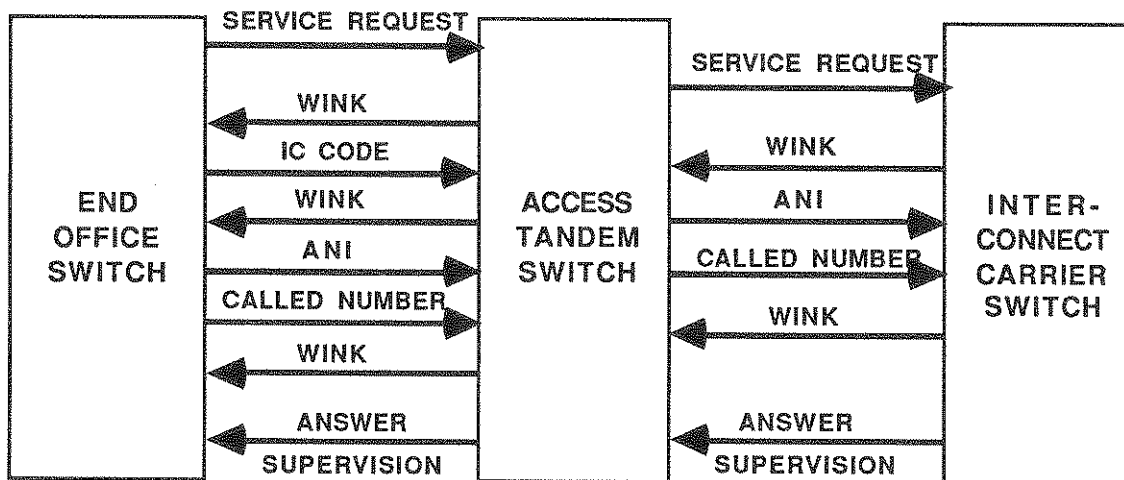 SERVICE REQUEST
WINK
IC CODE
WINK
ANI
CALLED NUMBER
WINK
ANSWER
SUPERVISION
END
OFFICE
SWITCH
ACCESS
TANDEM
SWITCH
SERVICE REQUEST
WINK
ANI
CALLED NUMBER
WINK
ANSWER
SUPERVISION
INTER-
CONNECT
CARRIER
SWITCH